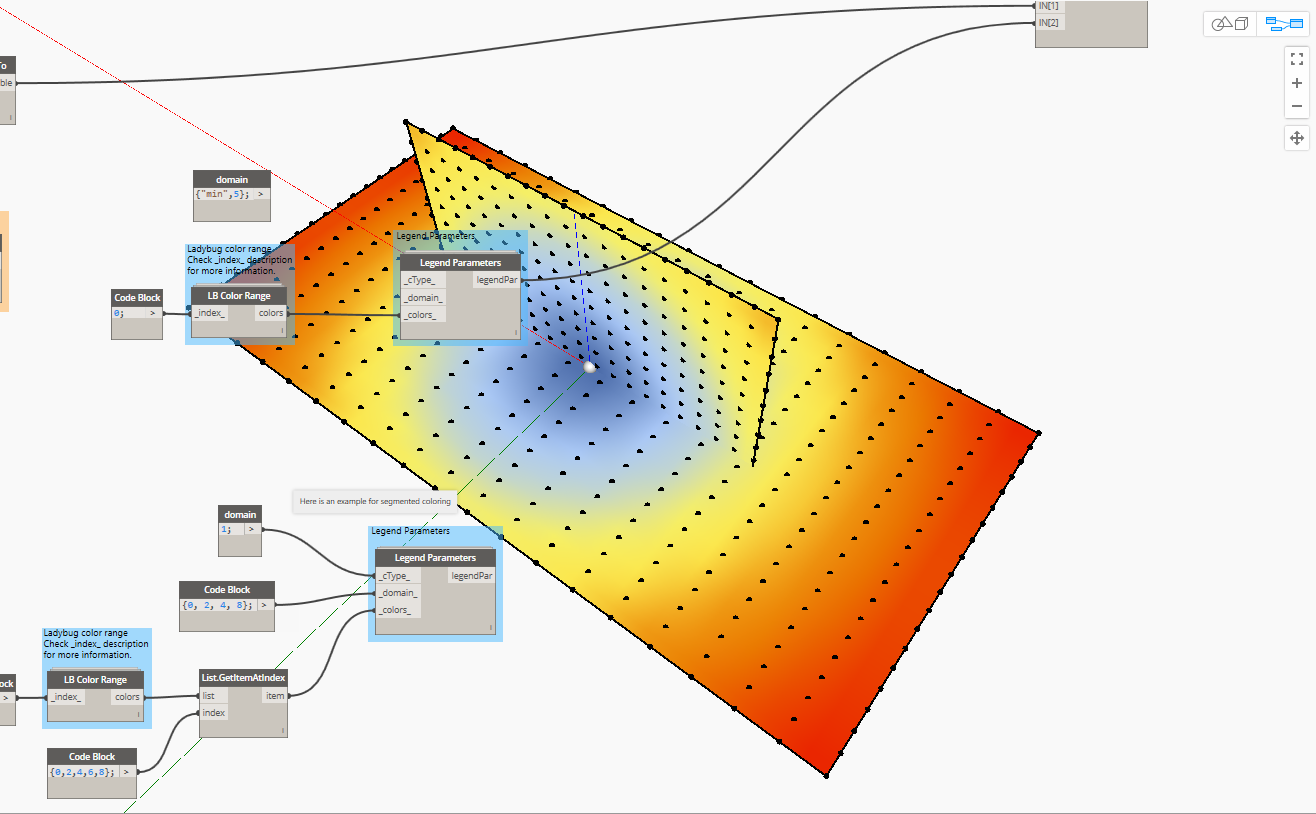 IN[1]
IN[2]
To
ble
domain
{"min",5}; >
Ladybug color range
Check _index_ description
for more information.
LB Color Range
_index_ colors
Code Block
0; >
Legend Parameters
Legend Parameters
_cType_ legendPar
_domain_
_colors_
Here is an example for segmented coloring
domain
1; >
Legend Parameters
Legend Parameters
_cType_ legendPar
_domain_
_colors_
Code Block
{0, 2, 4, 8}; >
Ladybug color range
Check _index_ description
for more information.
LB Color Range
_index_ colors
ock
>
List.GetItemAtIndex
list item
index
Code Block
{0,2,4,6,8}; >